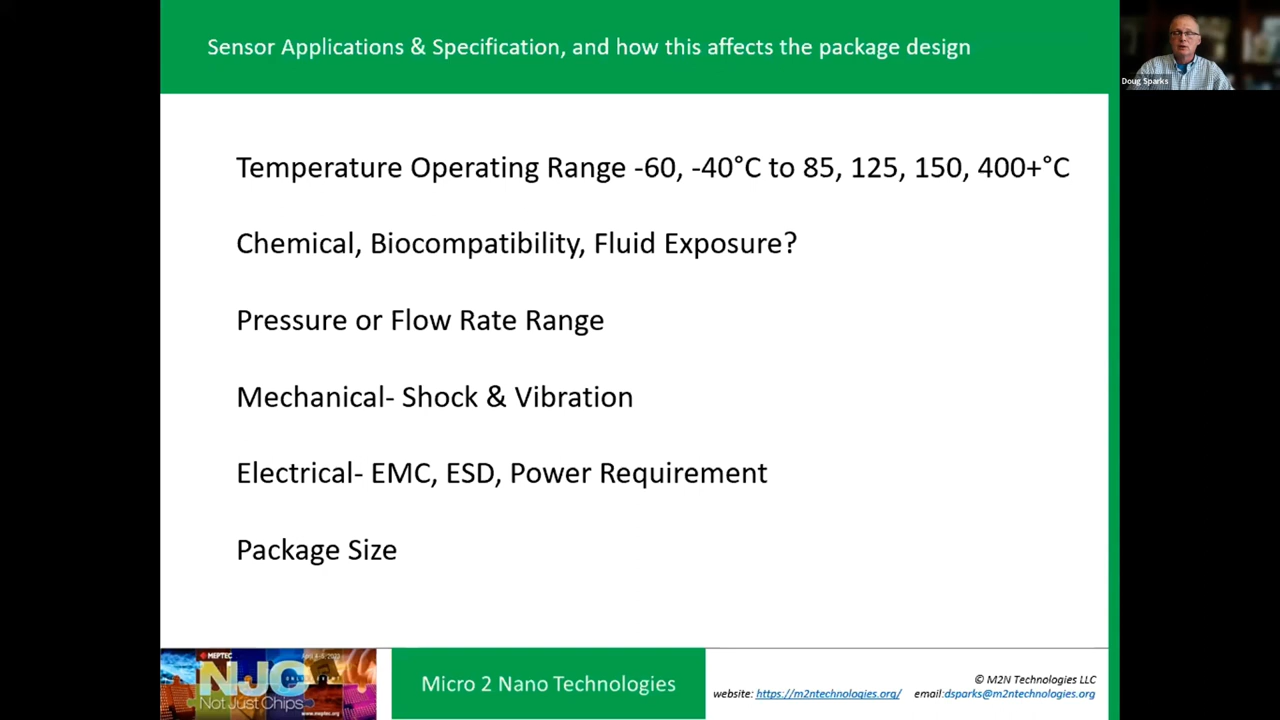 Sensor Applications & Specification, and how this affects the package design
Doug Sparks
Temperature Operating Range -60, -40°C to 85, 125, 150, 400+°C
Chemical, Biocompatibility, Fluid Exposure?
Pressure or Flow Rate Range
Mechanical- Shock & Vibration
Electrical- EMC, ESD, Power Requirement
Package Size
MEPTEC
NJC
Not Just Chips
www.meptec.org
Micro 2 Nano Technologies
© M2N Technologies LLC
website: https://m2ntechnologies.org/ email:dsparks@m2ntechnologies.org